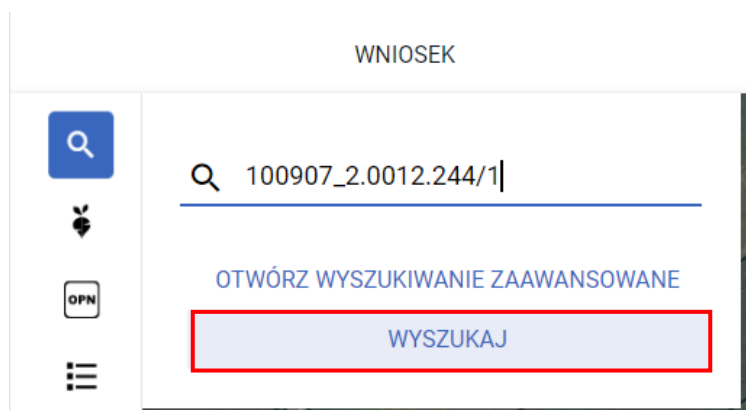 WNIOSEK
100907_2.0012.244/1
OTWÓRZ WYSZUKIWANIE ZAAWANSOWANE
OPN
WYSZUKAJ